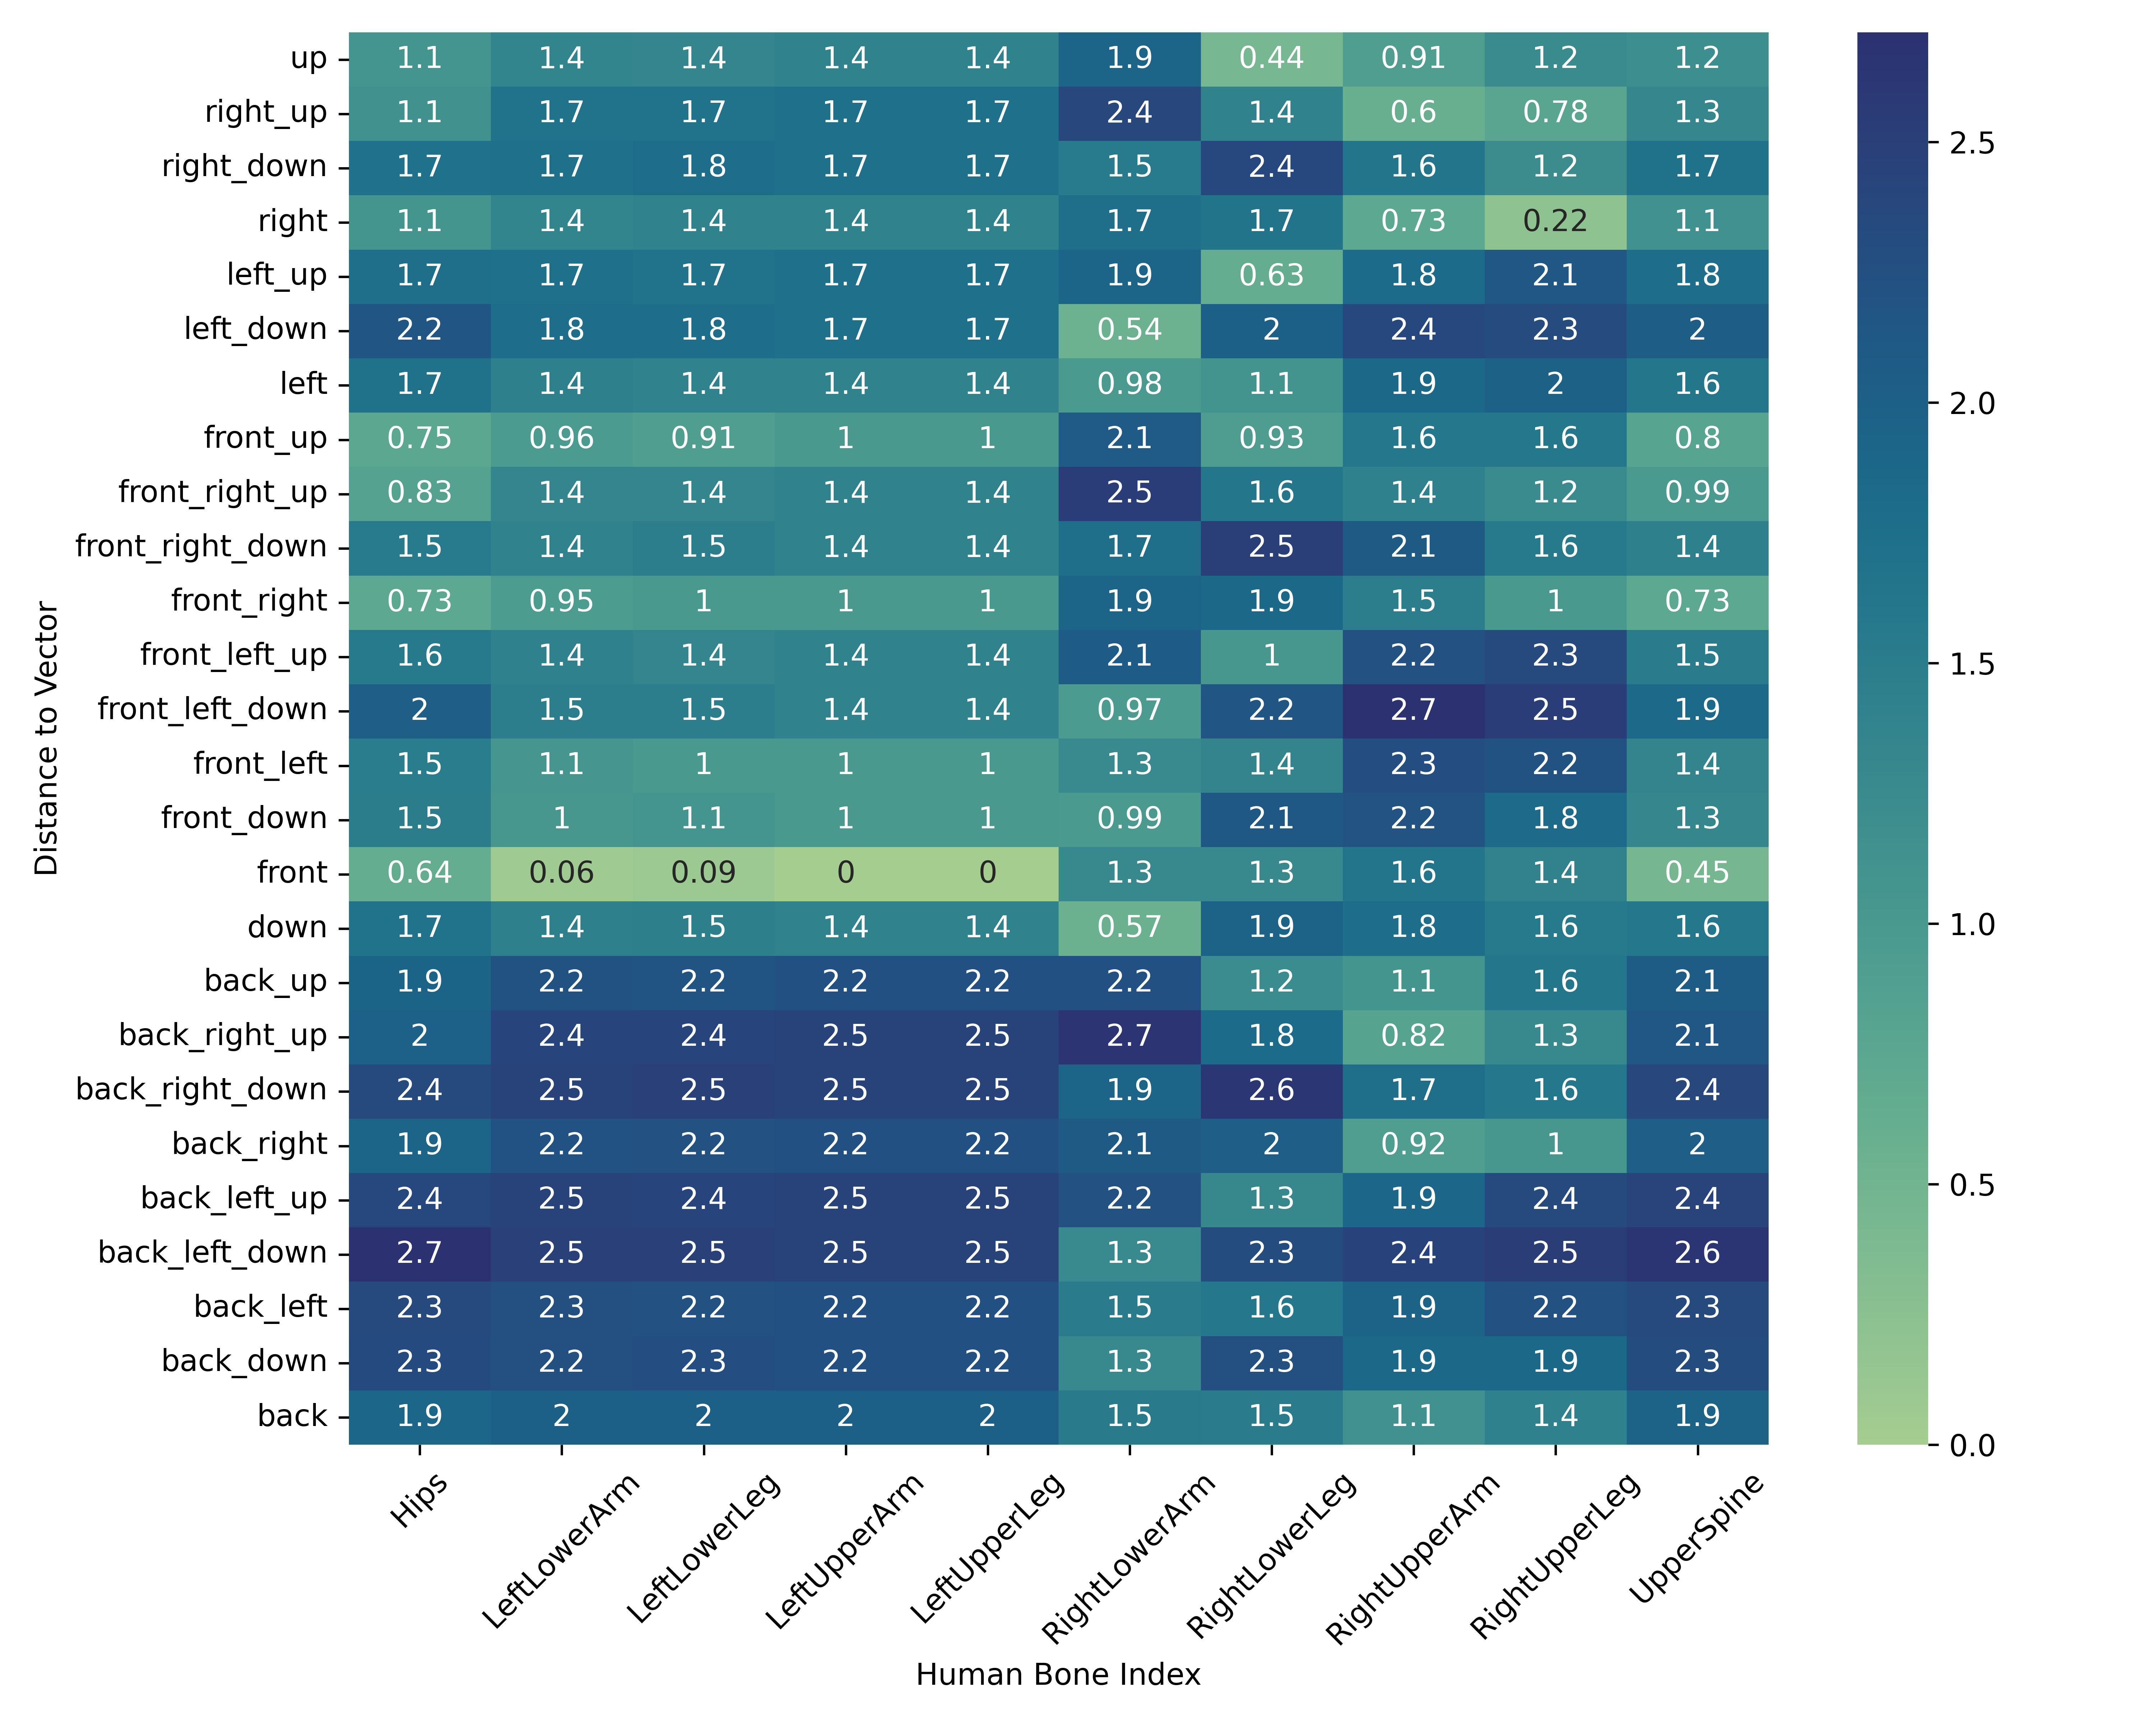 Distance to Vector
up 1.1 1.4 1.4 1.4 1.4 1.9 0.44 0.91 1.2 1.2
right_up 1.1 1.7 1.7 1.7 1.7 2.4 1.4 0.6 0.78 1.3
right_down 1.7 1.7 1.8 1.7 1.7 1.5 2.4 1.6 1.2 1.7
right 1.1 1.4 1.4 1.4 1.4 1.7 1.7 0.73 0.22 1.1
left_up 1.7 1.7 1.7 1.7 1.7 1.9 0.63 1.8 2.1 1.8
left_down 2.2 1.8 1.8 1.7 1.7 0.54 2 2.4 2.3 2
left 1.7 1.4 1.4 1.4 1.4 0.98 1.1 1.9 2 1.6
front_up 0.75 0.96 0.91 1 1 2.1 0.93 1.6 1.6 0.8
front_right_up 0.83 1.4 1.4 1.4 1.4 2.5 1.6 1.4 1.2 0.99
front_right_down 1.5 1.4 1.5 1.4 1.4 1.7 2.5 2.1 1.6 1.4
front_right 0.73 0.95 1 1 1 1.9 1.9 1.5 1 0.73
front_left_up 1.6 1.4 1.4 1.4 1.4 2.1 1 2.2 2.3 1.5
front_left_down 2 1.5 1.5 1.4 1.4 0.97 2.2 2.7 2.5 1.9
front_left 1.5 1.1 1 1 1 1.3 1.4 2.3 2.2 1.4
front_down 1.5 1 1.1 1 1 0.99 2.1 2.2 1.8 1.3
front 0.64 0.06 0.09 0 0 1.3 1.3 1.6 1.4 0.45
down 1.7 1.4 1.5 1.4 1.4 0.57 1.9 1.8 1.6 1.6
back_up 1.9 2.2 2.2 2.2 2.2 2.2 1.2 1.1 1.6 2.1
back_right_up 2 2.4 2.4 2.5 2.5 2.7 1.8 0.82 1.3 2.1
back_right_down 2.4 2.5 2.5 2.5 2.5 1.9 2.6 1.7 1.6 2.4
back_right 1.9 2.2 2.2 2.2 2.2 2.1 2 0.92 1 2
back_left_up 2.4 2.5 2.4 2.5 2.5 2.2 1.3 1.9 2.4 2.4
back_left_down 2.7 2.5 2.5 2.5 2.5 1.3 2.3 2.4 2.5 2.6
back_left 2.3 2.3 2.2 2.2 2.2 1.5 1.6 1.9 2.2 2.3
back_down 2.3 2.2 2.3 2.2 2.2 1.3 2.3 1.9 1.9 2.3
back 1.9 2 2 2 2 1.5 1.5 1.1 1.4 1.9
Hips LeftLowerArm LeftLowerLeg LeftUpperArm LeftUpperLeg RightLowerArm RightLowerLeg RightUpperArm RightUpperLeg UpperSpine
Human Bone Index
2.5
2.0
1.5
1.0
0.5
0.0